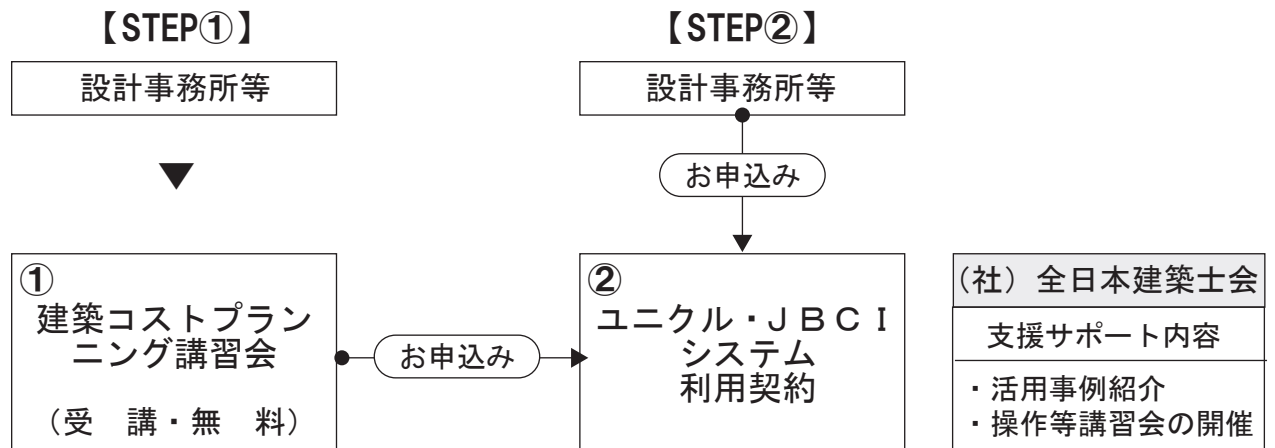 【STEP①】
設計事務所等
①
建築コストプラン
ニング講習会
（受　講・無　料）
お申込み
【STEP②】
設計事務所等
お申込み
②
ユニクル・ＪＢＣＩ
システム
利用契約
（社）全日本建築士会
支援サポート内容
・活用事例紹介
・操作等講習会の開催